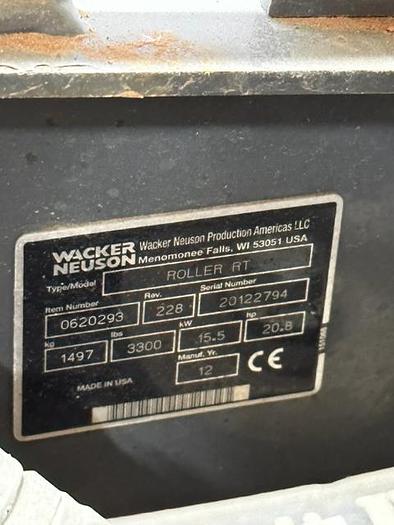 WACKER NEUSON Wacker Neuson Production Americas LLC
Menomonee Falls, WI 53051 USA
Type/Model ROLLER RT
Item Number Rev. Serial Number
0620293 228 20122794
kg lbs kW hp
1497 3300 15.5 20.8
Manuf. Yr.
MADE IN USA 12 CE